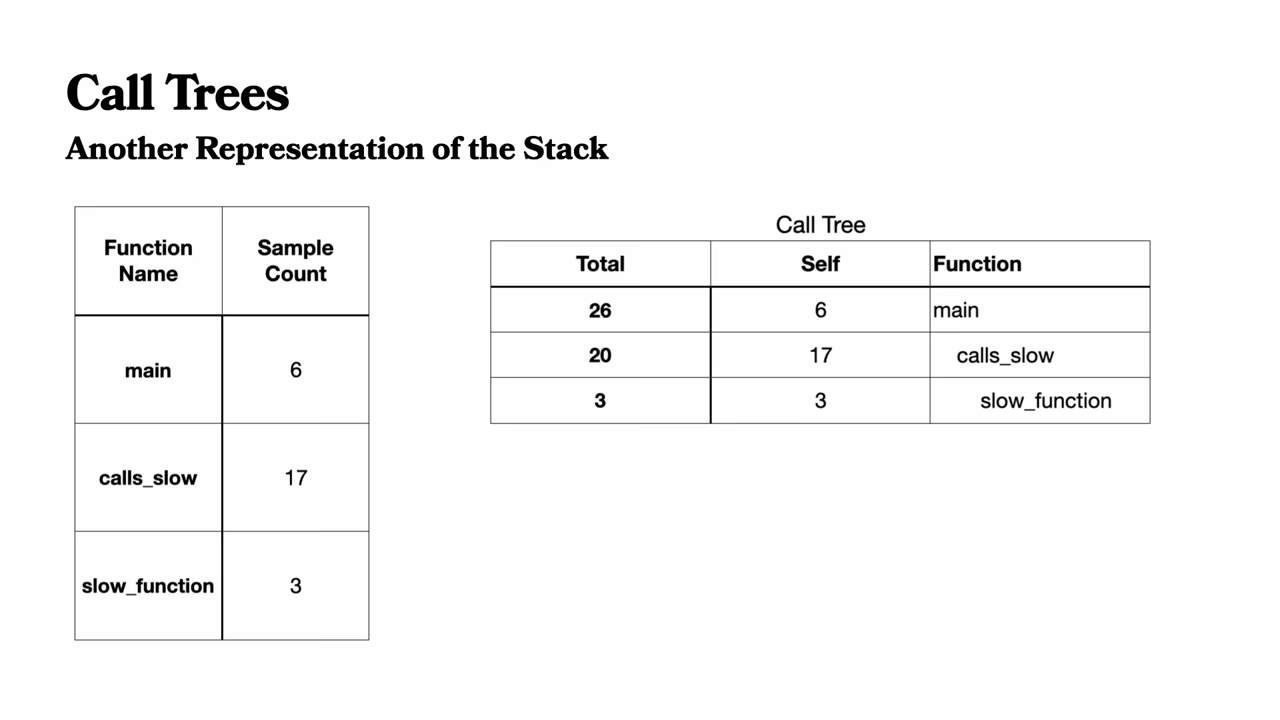 Call Trees
Another Representation of the Stack
Function Name Sample Count
main 6
calls_slow 17
slow_function 3
Call Tree
Total Self Function
26 6 main
20 17 calls_slow
3 3 slow_function